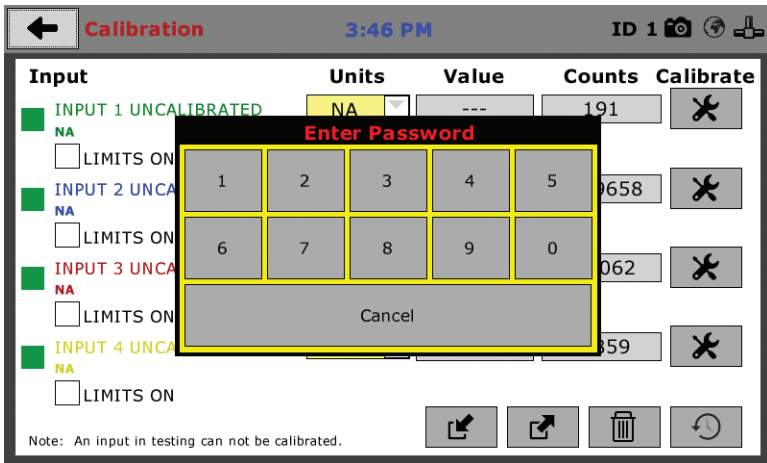 Calibration 3:46 PM ID 1
Input Units Value Counts Calibrate
INPUT 1 UNCALIBRATED NA --- 191
NA
LIMITS ON
Enter Password
1 2 3 4 5
INPUT 2 UNCA 9658
NA
LIMITS ON
6 7 8 9 0
INPUT 3 UNCA 062
NA
LIMITS ON
Cancel
INPUT 4 UNCA 359
NA
LIMITS ON
Note: An input in testing can not be calibrated.